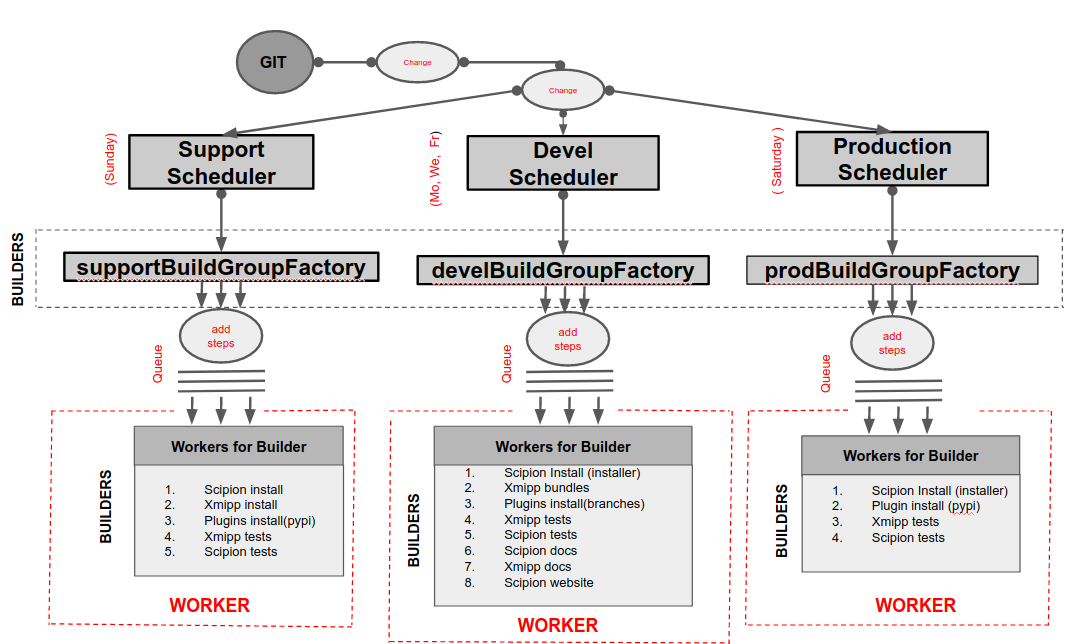 GIT
Change
Change
(Sunday)
Support
Scheduler
(Mo, We, Fr)
Devel
Scheduler
( Saturday )
Production
Scheduler
BUILDERS
supportBuildGroupFactory
develBuildGroupFactory
prodBuildGroupFactory
add
steps
add
steps
add
steps
Queue
Queue
Queue
BUILDERS
Workers for Builder
1. Scipion install
2. Xmipp install
3. Plugins install(pypi)
4. Xmipp tests
5. Scipion tests
WORKER
BUILDERS
Workers for Builder
1. Scipion Install (installer)
2. Xmipp bundles
3. Plugins install(branches)
4. Xmipp tests
5. Scipion tests
6. Scipion docs
7. Xmipp docs
8. Scipion website
WORKER
BUILDERS
Workers for Builder
1. Scipion Install (installer)
2. Plugin install (pypi)
3. Xmipp tests
4. Scipion tests
WORKER